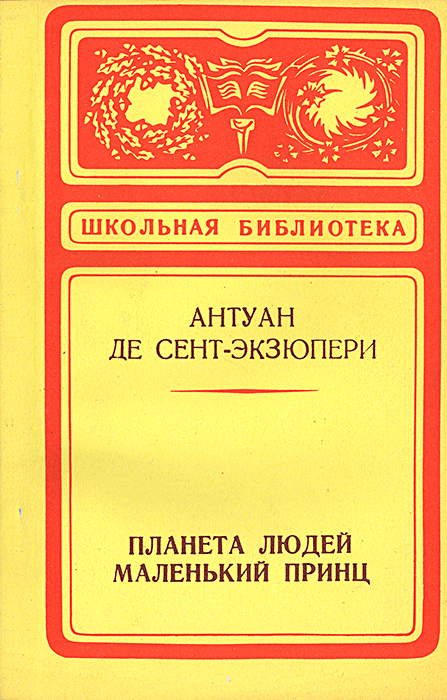 ШКОЛЬНАЯ БИБЛИОТЕКА
АНТУАН
ДЕ СЕНТ-ЭКЗЮПЕРИ
ПЛАНЕТА ЛЮДЕЙ
МАЛЕНЬКИЙ ПРИНЦ